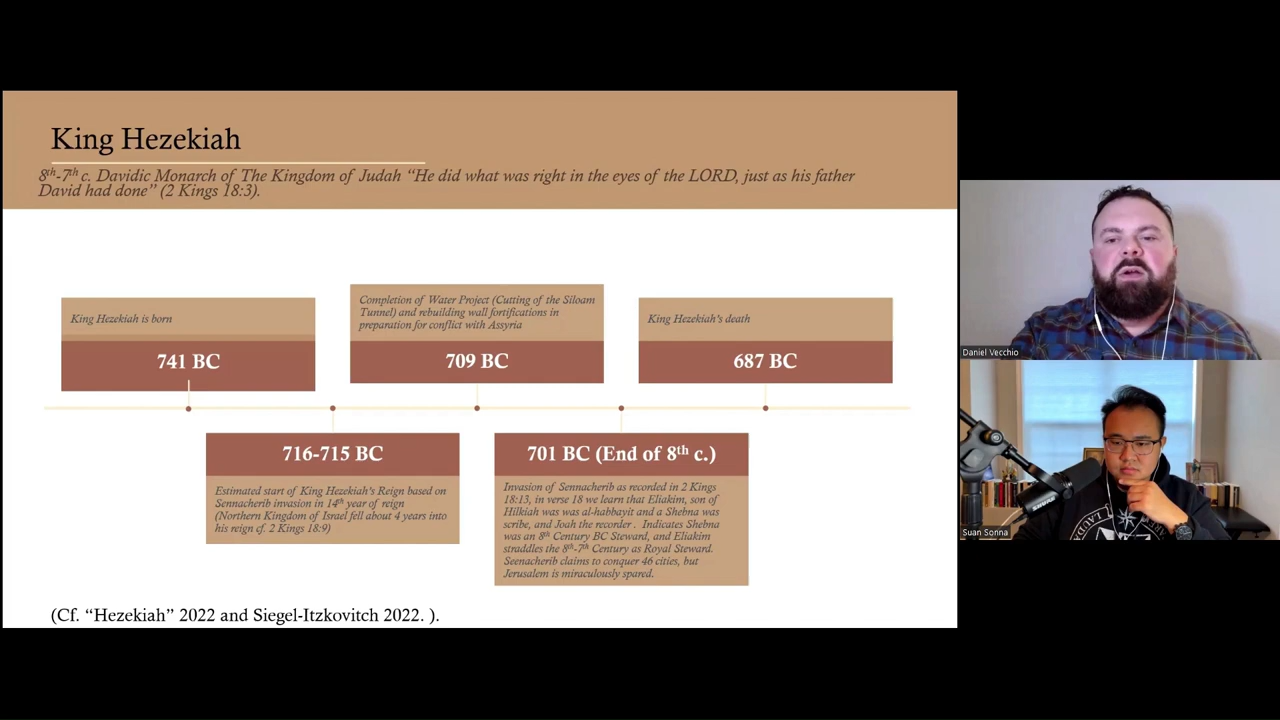 King Hezekiah
8th-7th c. Davidic Monarch of The Kingdom of Judah “He did what was right in the eyes of the LORD, just as his father
David had done” (2 Kings 18:3).
King Hezekiah is born
741 BC
Completion of Water Project (Cutting of the Siloam
Tunnel) and rebuilding wall fortifications in
preparation for conflict with Assyria
709 BC
King Hezekiah's death
687 BC
716-715 BC
Estimated start of King Hezekiah's Reign based on
Sennacherib invasion in 14th year of reign
(Northern Kingdom of Israel fell about 4 years into
his reign cf. 2 Kings 18:9)
701 BC (End of 8th c.)
Invasion of Sennacherib as recorded in 2 Kings
18:13, in verse 18 we learn that Eliakim, son of
Hilkiah was was al-habbayit and a Shebna was
scribe, and Joah the recorder . Indicates Shebna
was an 8th Century BC Steward, and Eliakim
straddles the 8th-7th Century as Royal Steward.
Seenacherib claims to conquer 46 cities, but
Jerusalem is miraculously spared.
(Cf. “Hezekiah” 2022 and Siegel-Itzkovitch 2022. ).
Daniel Vecchio
Suan Sonna
SHURE
LAUDA